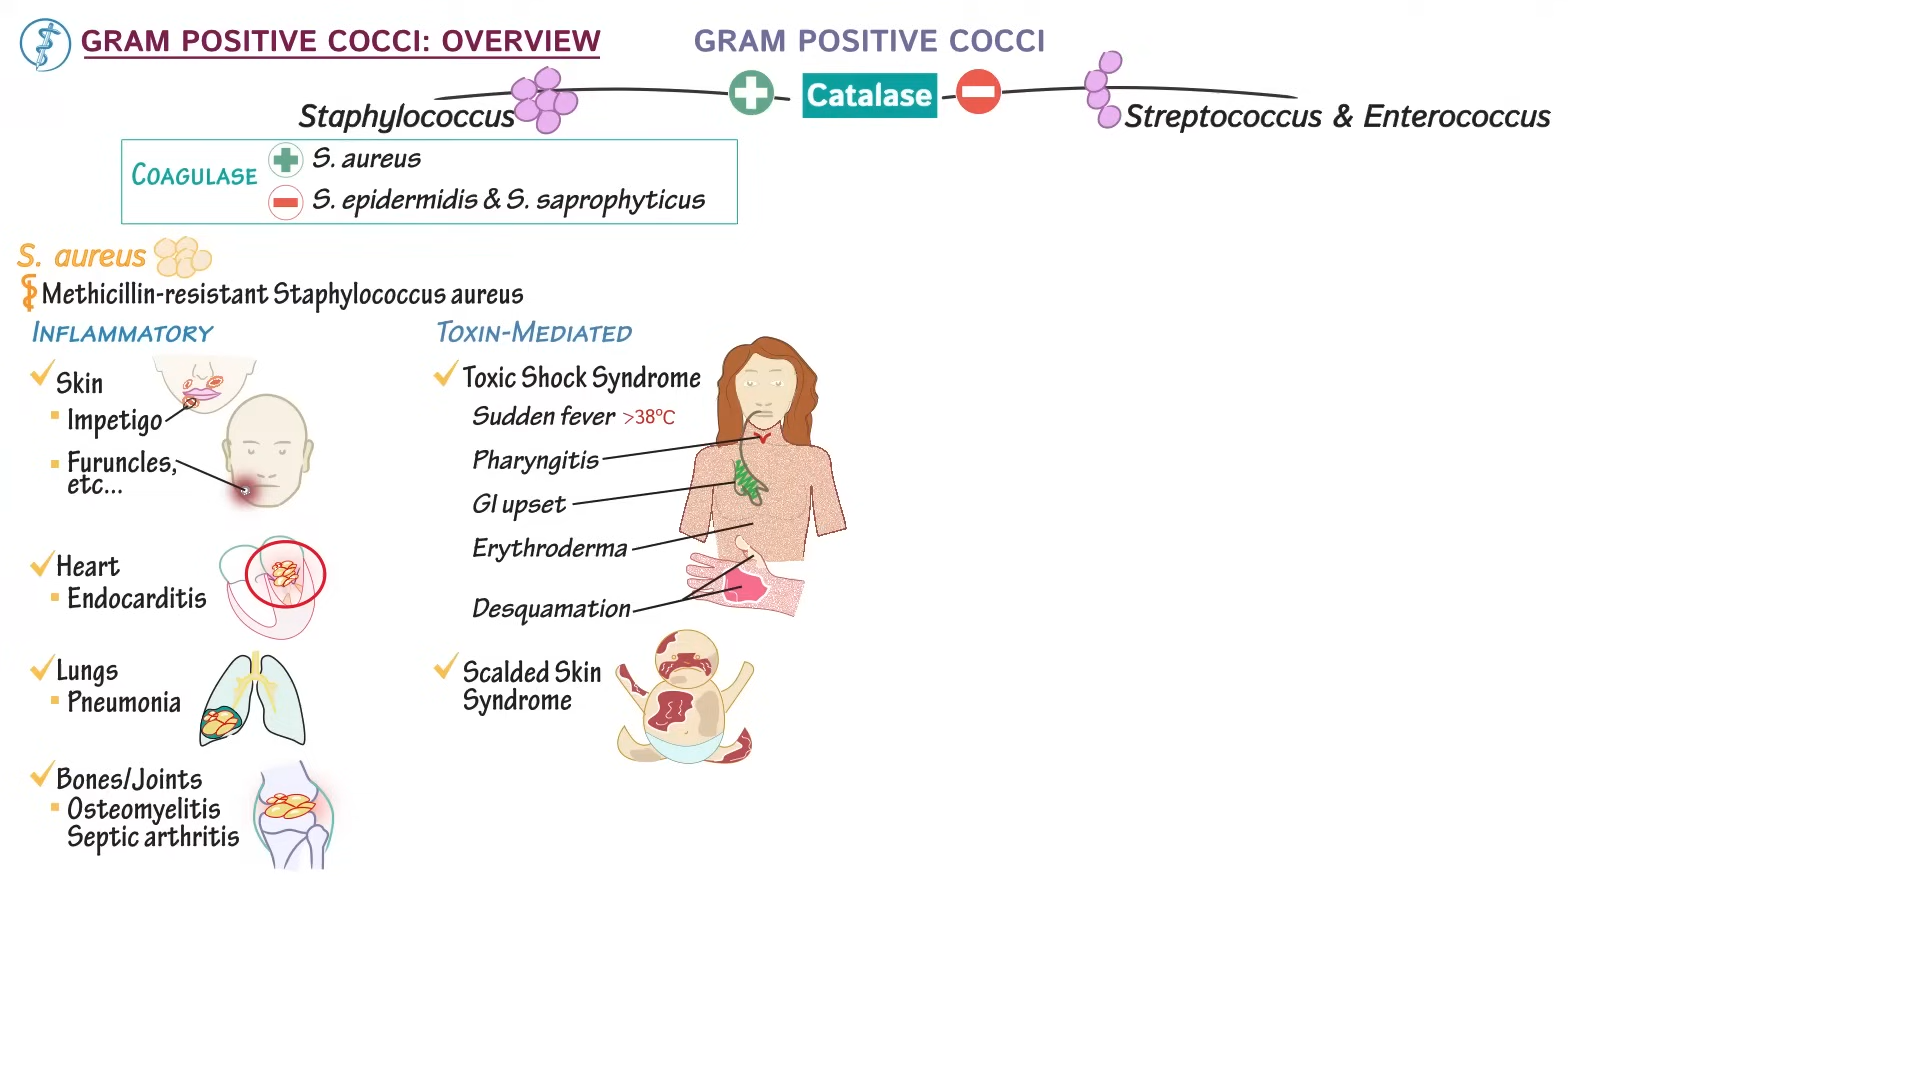 GRAM POSITIVE COCCI: OVERVIEW
GRAM POSITIVE COCCI
Catalase
Staphylococcus
Streptococcus & Enterococcus
COAGULASE
S. aureus
S. epidermidis & S. saprophyticus
S. aureus
Methicillin-resistant Staphylococcus aureus
INFLAMMATORY
Skin
Impetigo
Furuncles,
etc...
Heart
Endocarditis
Lungs
Pneumonia
Bones/Joints
Osteomyelitis
Septic arthritis
TOXIN-MEDIATED
Toxic Shock Syndrome
Sudden fever >38°C
Pharyngitis
GI upset
Erythroderma
Desquamation
Scalded Skin
Syndrome